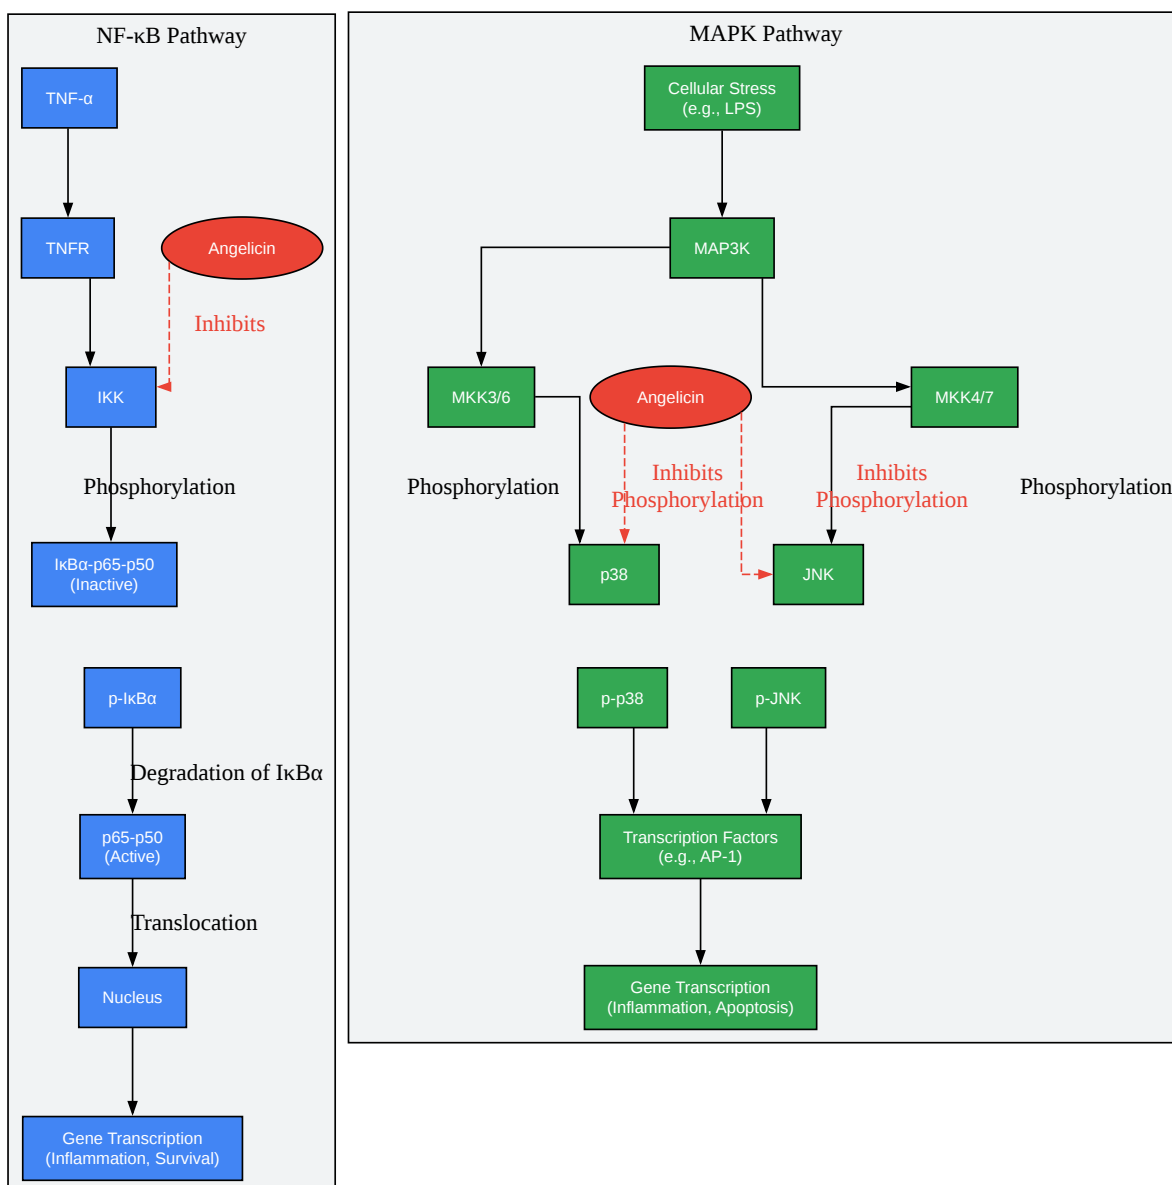 NF-κB Pathway
TNF-α
TNFR
Angelicin
Inhibits
IKK
Phosphorylation
IκBα-p65-p50
(Inactive)
p-IκBα
Degradation of IκBα
p65-p50
(Active)
Translocation
Nucleus
Gene Transcription
(Inflammation, Survival)
MAPK Pathway
Cellular Stress
(e.g., LPS)
MAP3K
MKK3/6
Angelicin
MKK4/7
Phosphorylation
Inhibits
Phosphorylation
Inhibits
Phosphorylation
Phosphorylation
p38
JNK
p-p38
p-JNK
Transcription Factors
(e.g., AP-1)
Gene Transcription
(Inflammation, Apoptosis)